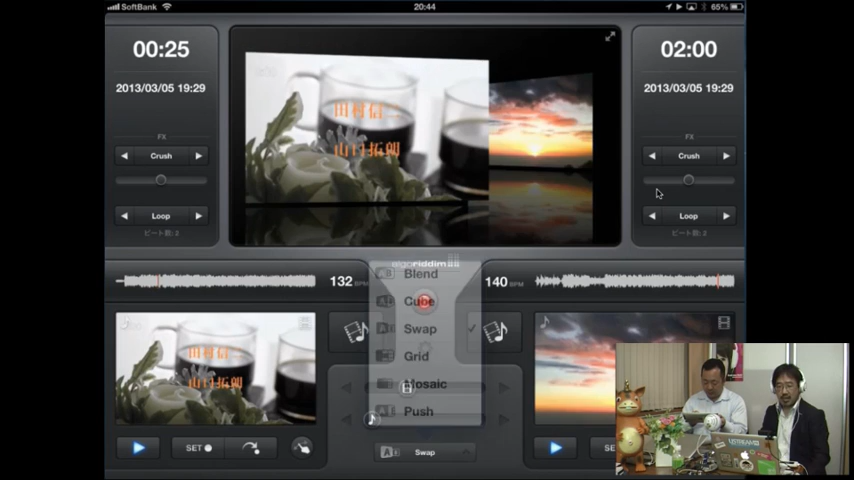 SoftBank
20:44
65%
00:25
2013/03/05 19:29
FX
Crush
Loop
ビート数: 2
田村信二
山口拓朗
02:00
2013/03/05 19:29
FX
Crush
Loop
ビート数: 2
algoriddim
132 BPM
140 BPM
Blend
Cube
Swap
Grid
Mosaic
Push
田村信二
山口拓朗
SET
Swap
SE
USTREAM